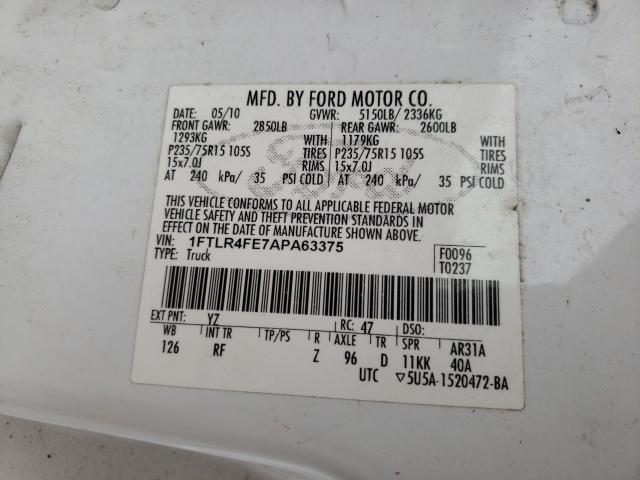 MFD. BY FORD MOTOR CO.
DATE: 05/10 GVWR: 5150LB/ 2336KG
FRONT GAWR: 2850LB REAR GAWR: 2600LB
1293KG WITH 1179KG WITH
P235/75R15 105S TIRES P235/75R15 105S TIRES
15x7.0J RIMS 15x7.0J RIMS
AT 240 kPa/ 35 PSI COLD AT 240 kPa/ 35 PSI COLD
THIS VEHICLE CONFORMS TO ALL APPLICABLE FEDERAL MOTOR
VEHICLE SAFETY AND THEFT PREVENTION STANDARDS IN
EFFECT ON THE DATE OF MANUFACTURE SHOWN ABOVE.
VIN: 1FTLR4FE7APA63375 F0096
TYPE: Truck T0237
EXT PNT: YZ RC: 47 DSO:
WB INT TR TP/PS R AXLE TR SPR AR31A
126 RF Z 96 D 11KK 40A
UTC ▽5U5A-1520472-BA